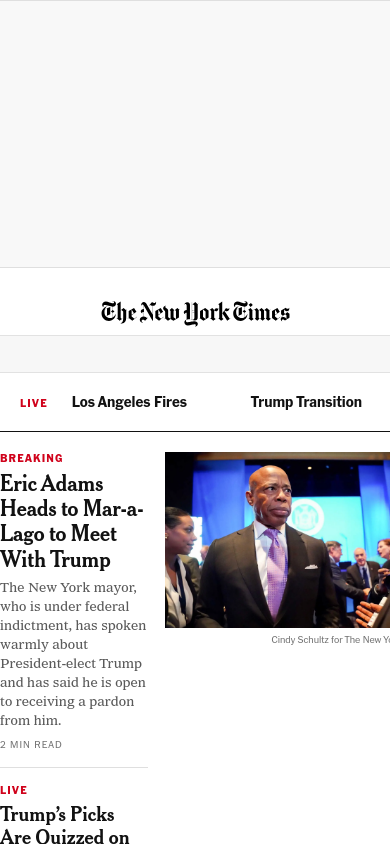 The New York Times
LIVE Los Angeles Fires Trump Transition
BREAKING
Eric Adams
Heads to Mar-a-
Lago to Meet
With Trump
The New York mayor,
who is under federal
indictment, has spoken
warmly about
President-elect Trump
and has said he is open
to receiving a pardon
from him.
2 MIN READ
Cindy Schultz for The New
LIVE
Trump’s Picks
Are Quizzed on